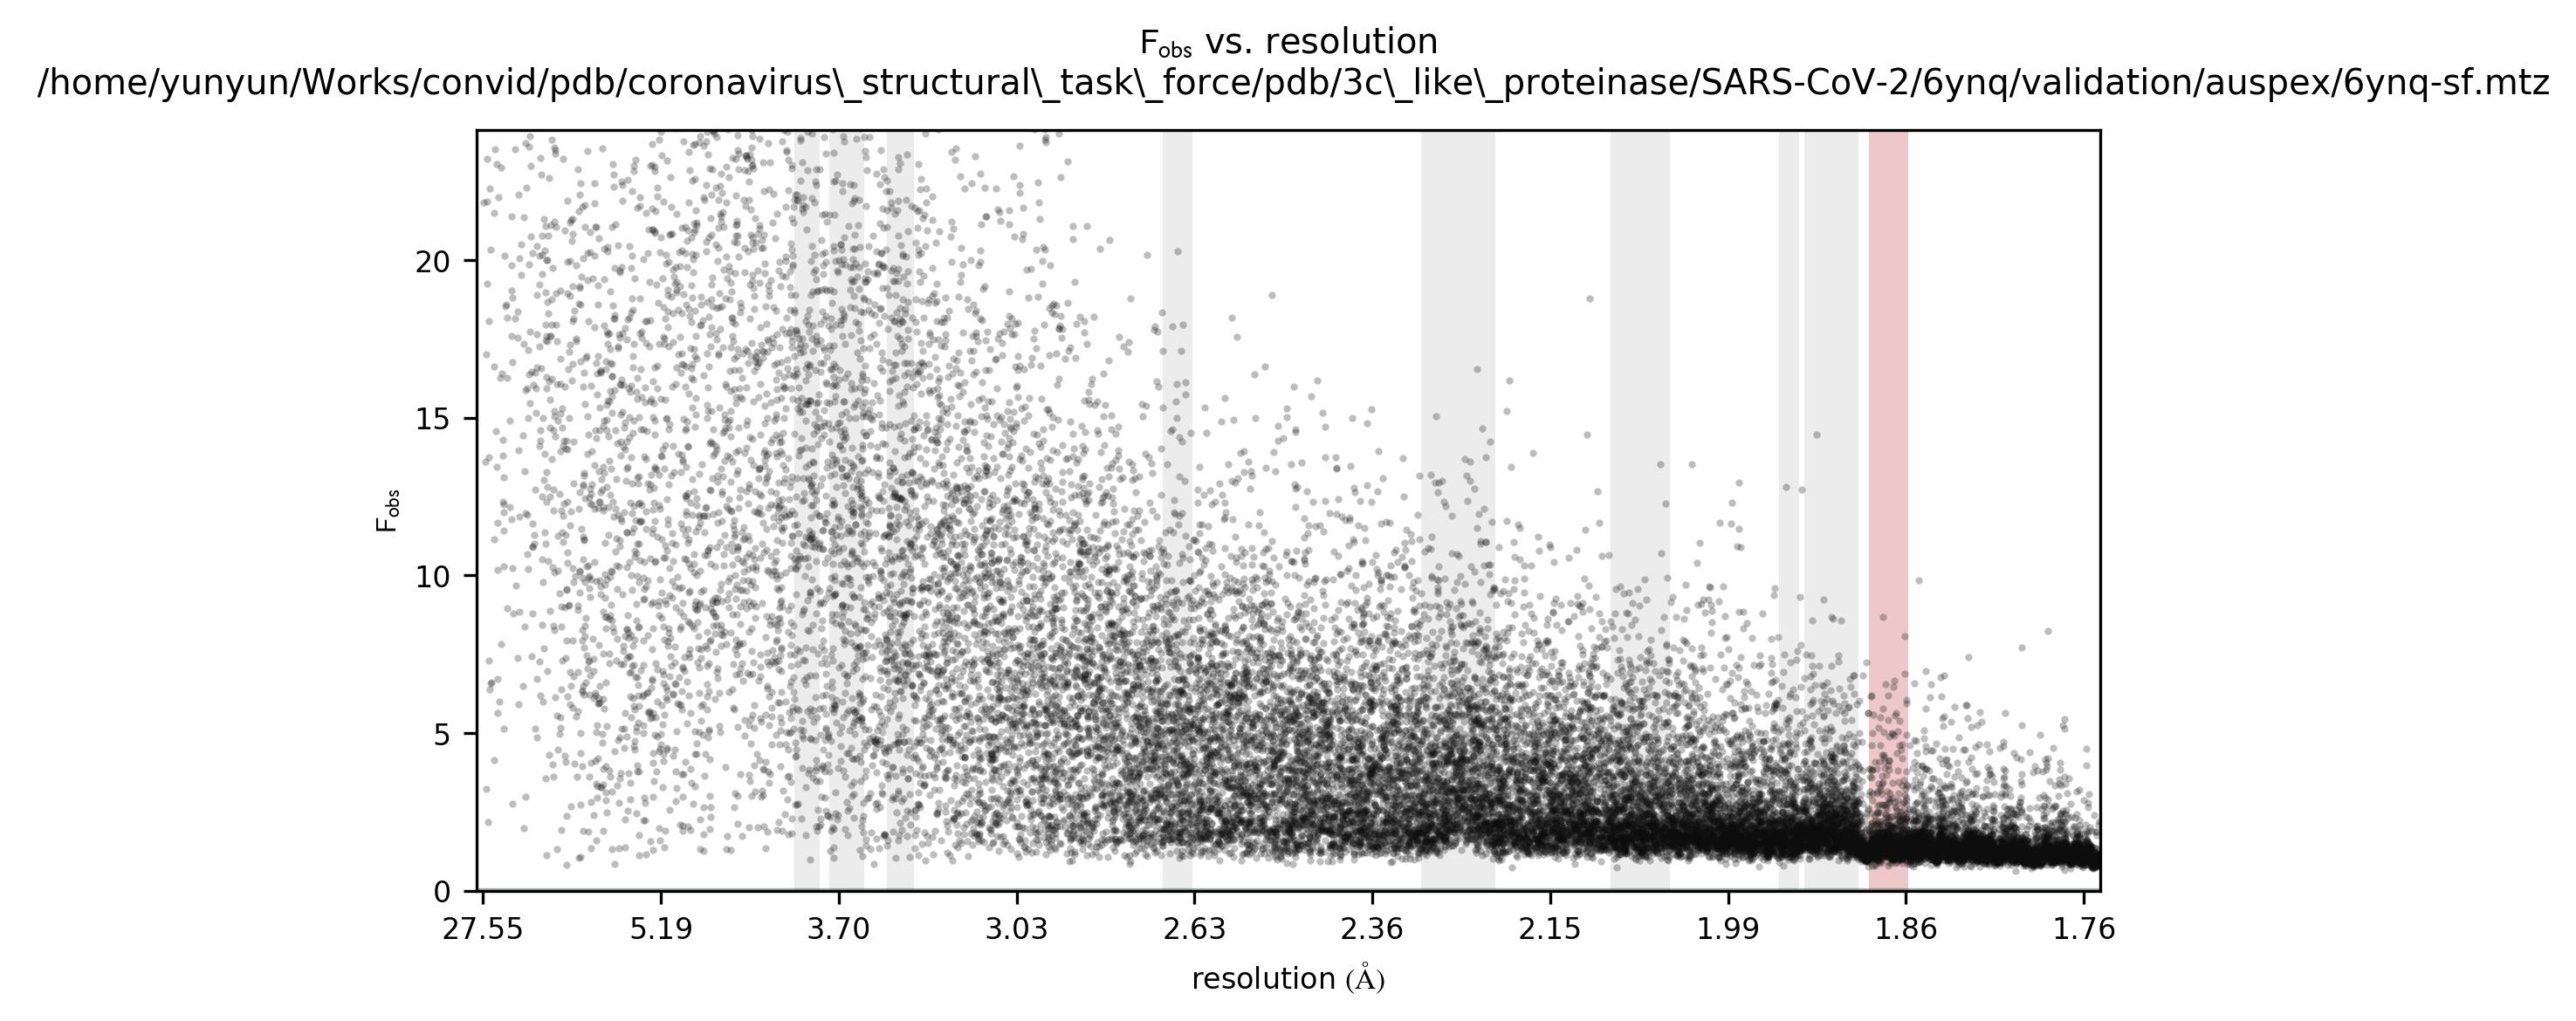 Fobs vs. resolution
/home/yunyun/Works/convid/pdb/coronavirus\_structural\_task\_force/pdb/3c\_like\_proteinase/SARS-CoV-2/6ynq/validation/auspex/6ynq-sf.mtz
20
15
10
5
0
Fobs
27.55 5.19 3.70 3.03 2.63 2.36 2.15 1.99 1.86 1.76
resolution (Å)